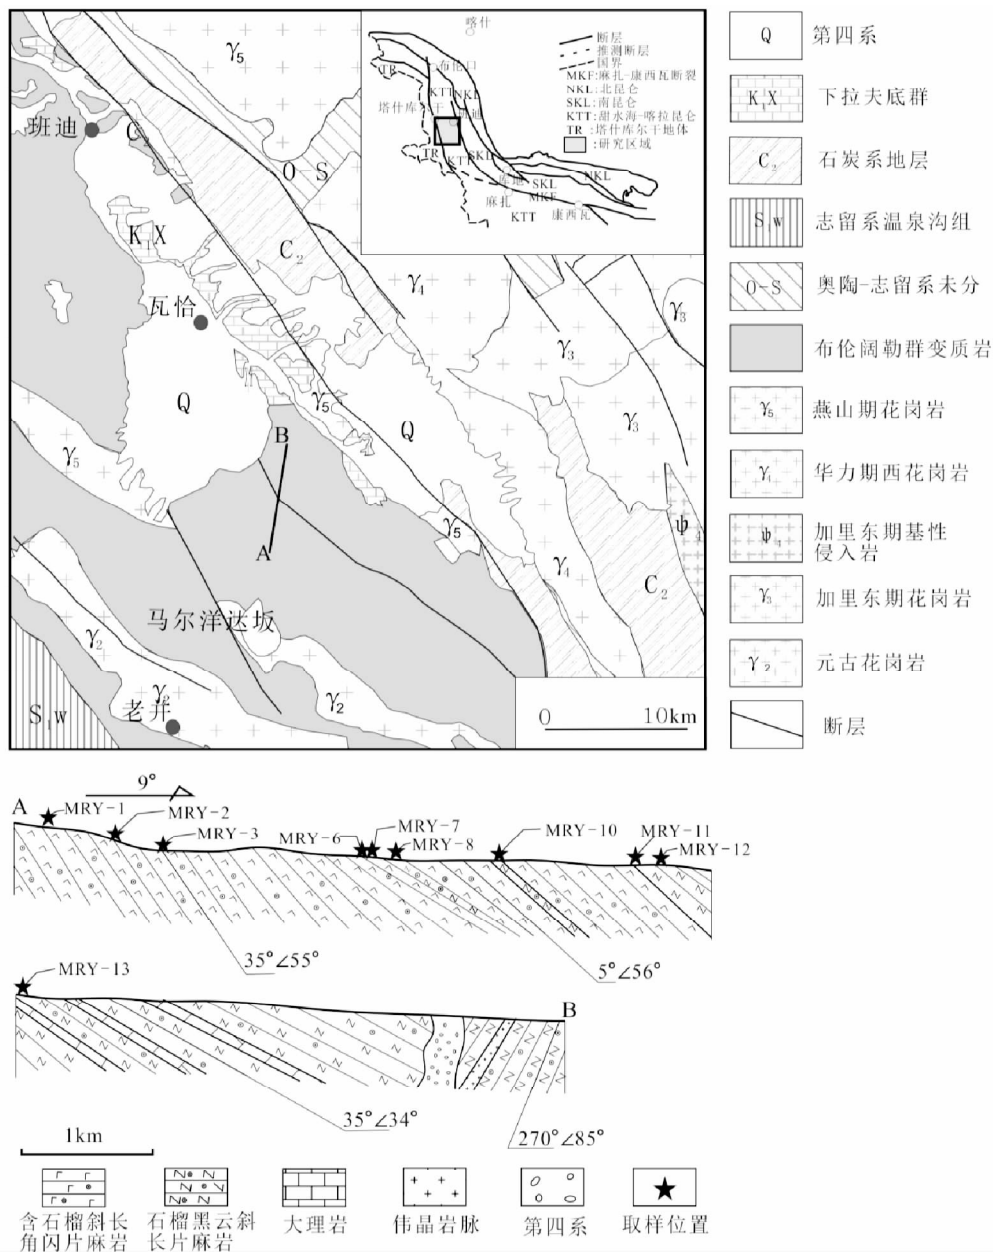 喀什
断层
推测断层
国界
MKF:麻扎-康西瓦断裂
NKL:北昆仑
SKL:南昆仑
KTT:甜水海-喀拉昆仑
TR:塔什库尔干地体
:研究区域
布伦口
TR
KTT
NKL
塔什库尔干
TR
KTT
SKL
NKL
库地
SKL
麻扎
MKF
KTT
康西瓦
γ5
班迪
C2
O-S
K1X
C2
γ4
γ3
瓦恰
γ3
γ5
Q
Q
γ3
B
γ5
A
γ5
ψ4
γ4
C2
马尔洋达坂
γ2
γ2
γ2
老并
S1w
0 10km
Q 第四系
K1X 下拉夫底群
C2 石炭系地层
S1w 志留系温泉沟组
O-S 奥陶-志留系未分
布伦阔勒群变质岩
γ5 燕山期花岗岩
γ4 华力期西花岗岩
ψ4 加里东期基性
侵入岩
γ3 加里东期花岗岩
γ2 元古花岗岩
断层
A
9°
MRY-1
MRY-2
MRY-3
MRY-6
MRY-7
MRY-8
MRY-10
MRY-11
MRY-12
35°∠55°
5°∠56°
MRY-13
B
35°∠34°
270°∠85°
1km
含石榴斜长
角闪片麻岩
石榴黑云斜
长片麻岩
大理岩
伟晶岩脉
第四系
取样位置